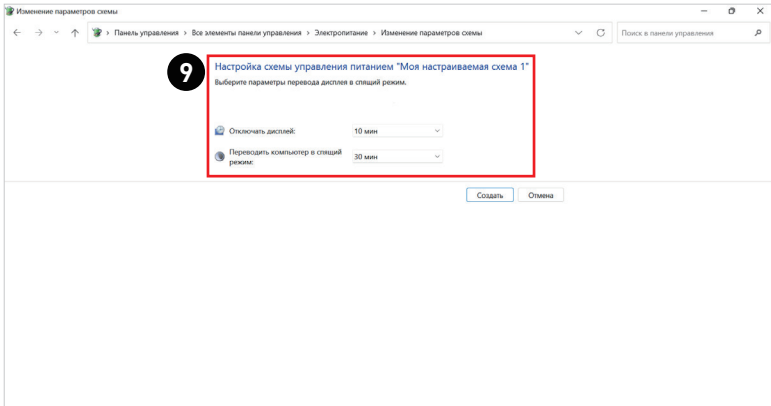 Изменение параметров схемы
Панель управления › Все элементы панели управления › Электропитание › Изменение параметров схемы
Поиск в панели управления
9
Настройка схемы управления питанием "Моя настраиваемая схема 1"
Выберите параметры перевода дисплея в спящий режим.
Отключать дисплей: 10 мин
Переводить компьютер в спящий
режим: 30 мин
Создать Отмена